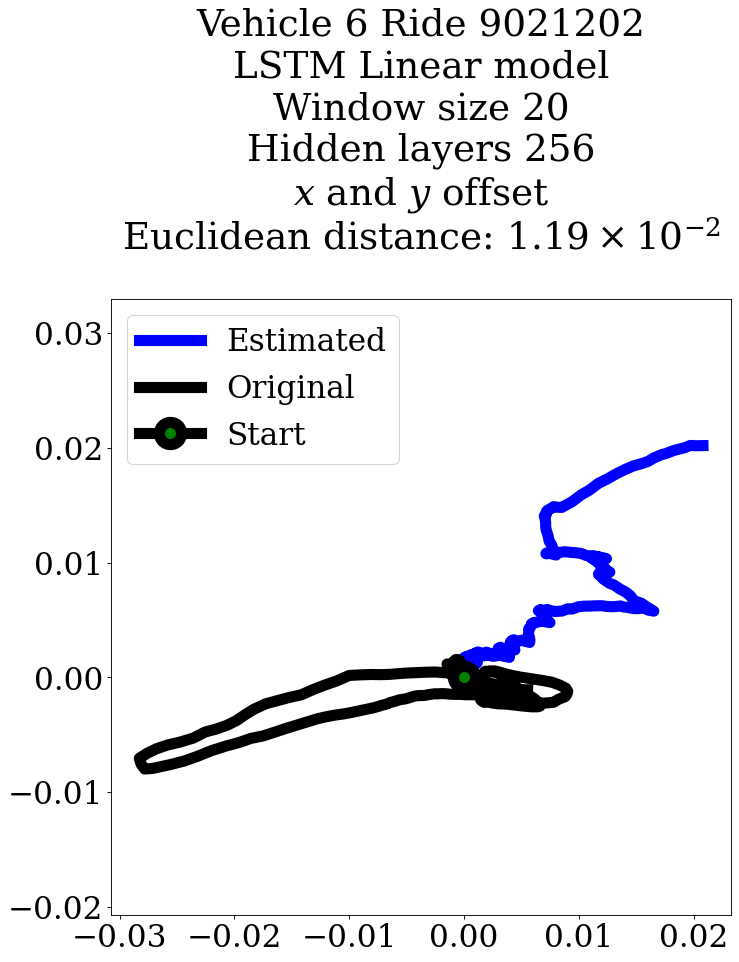 Vehicle 6 Ride 9021202
LSTM Linear model
Window size 20
Hidden layers 256
x and y offset
Euclidean distance: 1.19 × 10⁻²
Estimated
Original
Start
0.03
0.02
0.01
0.00
−0.01
−0.02
−0.03 −0.02 −0.01 0.00 0.01 0.02